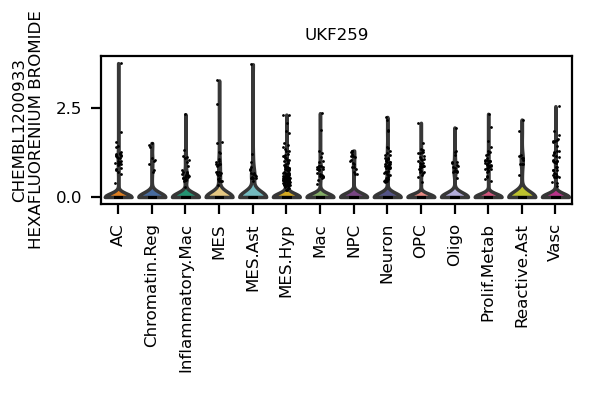 UKF259
CHEMBL1200933
HEXAFLUORENIUM BROMIDE
2.5
0.0
AC
Chromatin.Reg
Inflammatory.Mac
MES
MES.Ast
MES.Hyp
Mac
NPC
Neuron
OPC
Oligo
Prolif.Metab
Reactive.Ast
Vasc